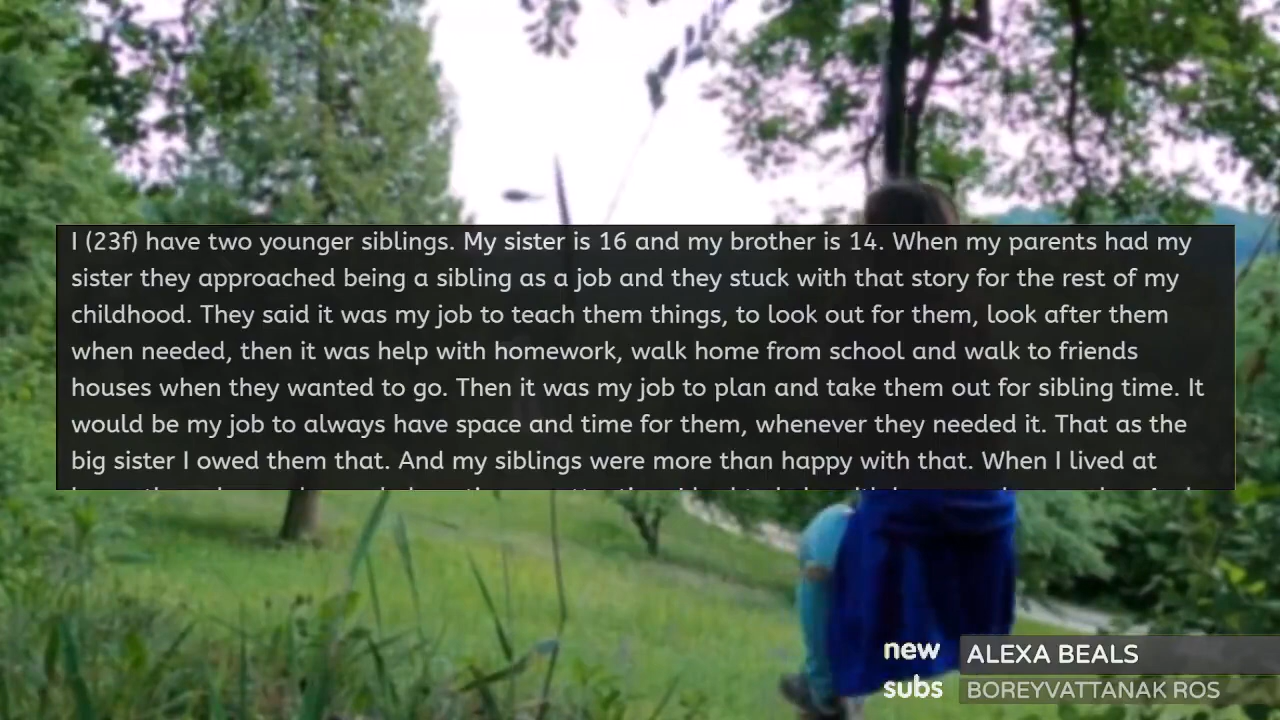 I (23f) have two younger siblings. My sister is 16 and my brother is 14. When my parents had my
sister they approached being a sibling as a job and they stuck with that story for the rest of my
childhood. They said it was my job to teach them things, to look out for them, look after them
when needed, then it was help with homework, walk home from school and walk to friends
houses when they wanted to go. Then it was my job to plan and take them out for sibling time. It
would be my job to always have space and time for them, whenever they needed it. That as the
big sister I owed them that. And my siblings were more than happy with that. When I lived at
new ALEXA BEALS
subs BOREYVATTANAK ROS